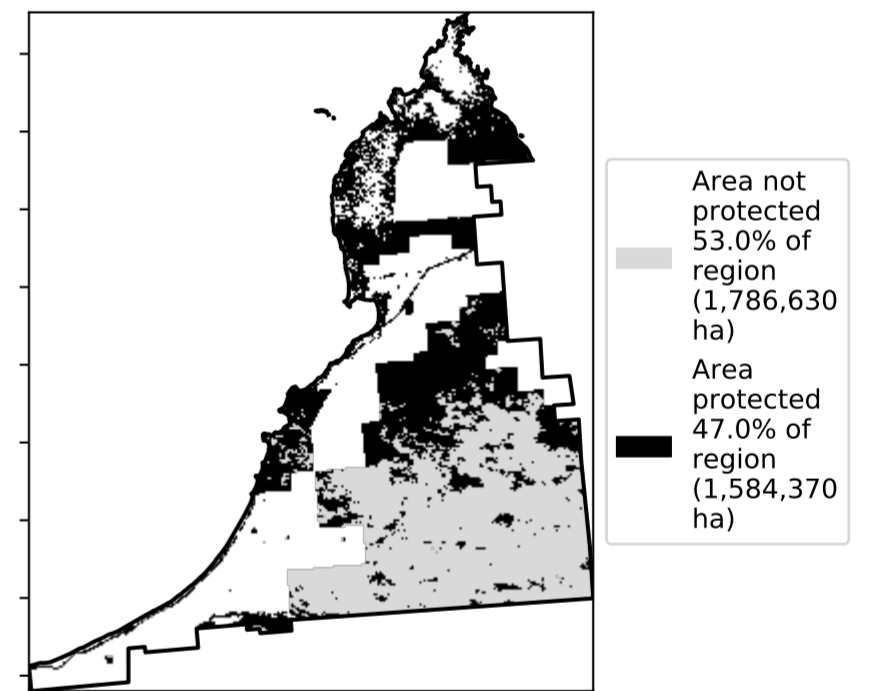 Area not
protected
53.0% of
region
(1,786,630
ha)
Area
protected
47.0% of
region
(1,584,370
ha)